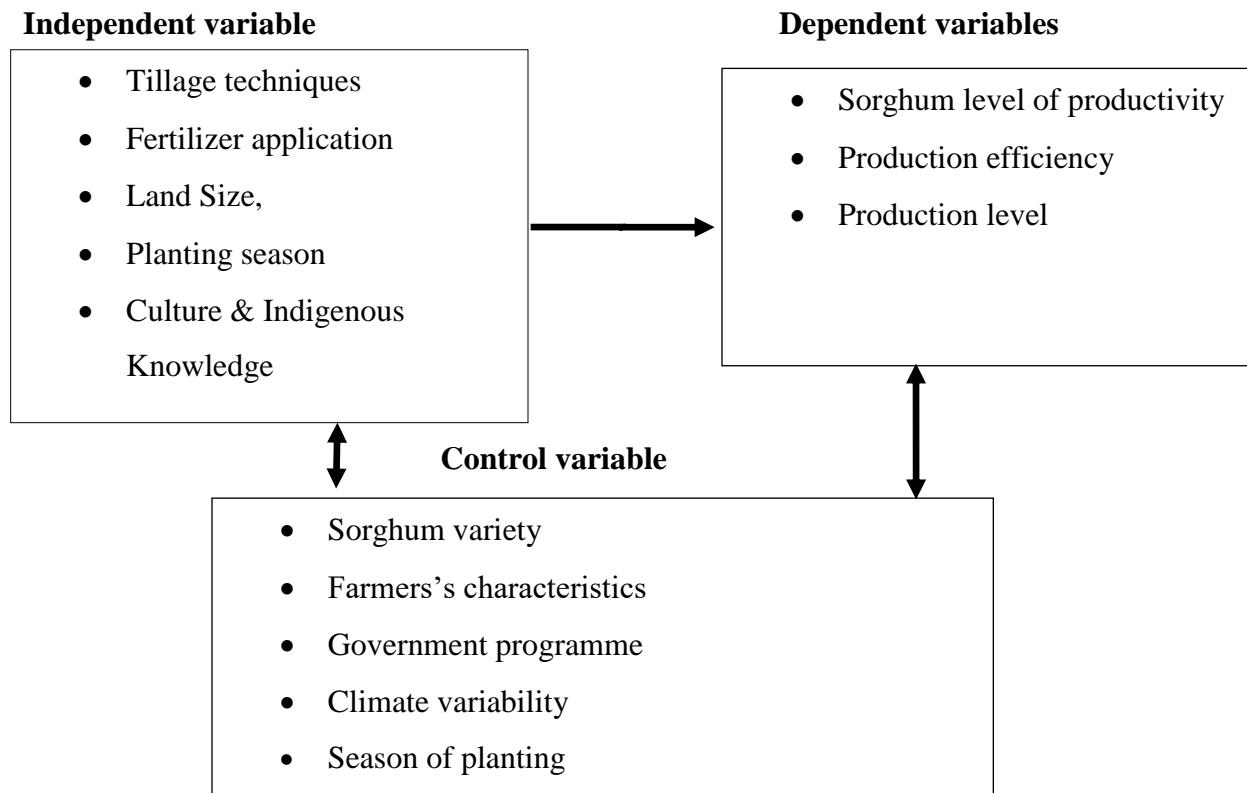 Independent variable
• Tillage techniques
• Fertilizer application
• Land Size,
• Planting season
• Culture & Indigenous
Knowledge
Dependent variables
• Sorghum level of productivity
• Production efficiency
• Production level
Control variable
• Sorghum variety
• Farmers's characteristics
• Government programme
• Climate variability
• Season of planting